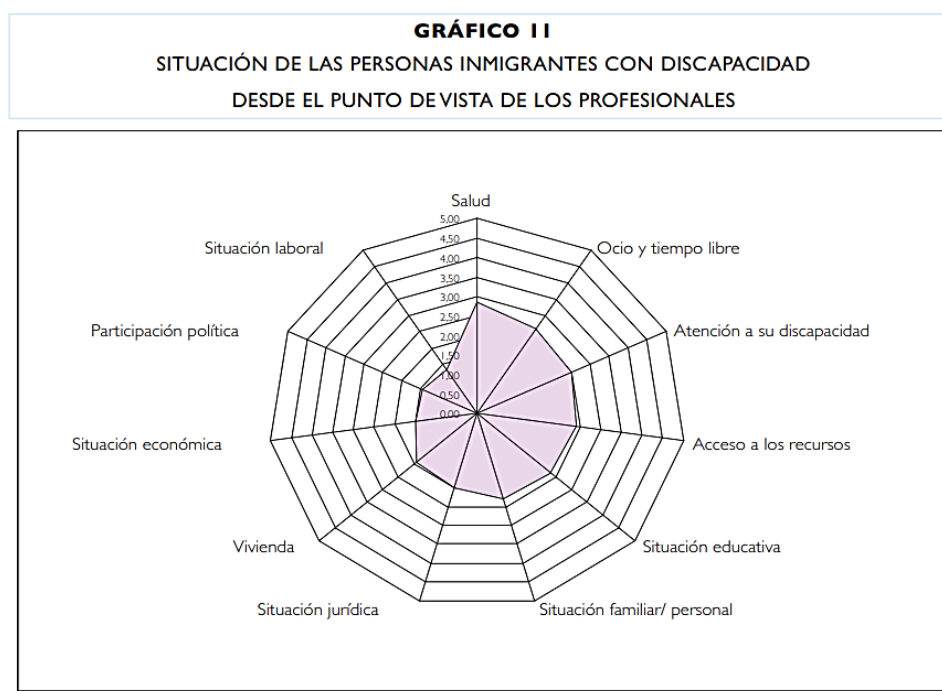 GRÁFICO 11
SITUACIÓN DE LAS PERSONAS INMIGRANTES CON DISCAPACIDAD
DESDE EL PUNTO DE VISTA DE LOS PROFESIONALES
Salud
5,00
4,50
4,00
3,50
3,00
2,50
2,00
1,50
1,00
0,50
0,00
Situación laboral
Ocio y tiempo libre
Participación política
Atención a su discapacidad
Situación económica
Acceso a los recursos
Vivienda
Situación educativa
Situación jurídica
Situación familiar/ personal